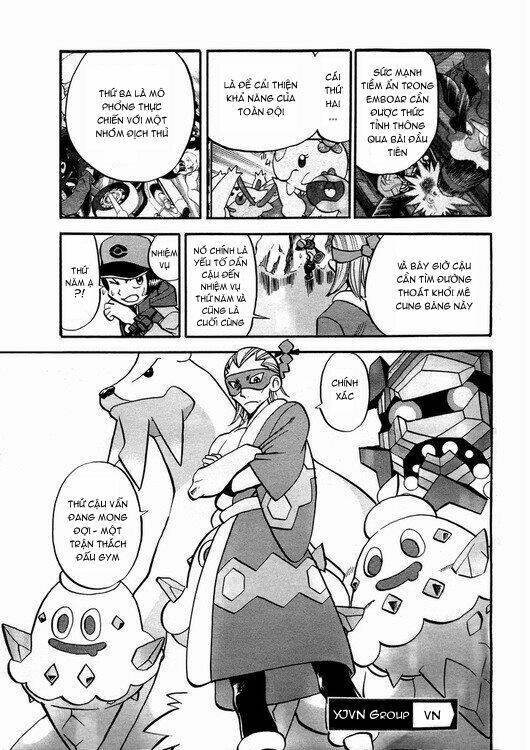 SỨC MẠNH
TIỀM ẨN TRONG
EMBOAR CẦN
ĐƯỢC THỨC
TỈNH THÔNG
QUA BÀI ĐẦU
TIÊN
CÁI
THỨ
HAI
...
LÀ ĐỂ CẢI THIỆN
KHẢ NĂNG CỦA
TOÀN ĐỘI
THỨ BA LÀ MÔ
PHỎNG THỰC
CHIẾN VỚI MỘT
NHÓM ĐỊCH THỦ
VÀ BÂY GIỜ CẬU
CẦN TÌM ĐƯỜNG
THOÁT KHỎI MÊ
CUNG BĂNG NÀY
NÓ CHÍNH LÀ
YẾU TỐ DẪN
CẬU ĐẾN
NHIỆM VỤ
THỨ NĂM VÀ
CŨNG LÀ
CUỐI CÙNG
NHIỆM
VỤ
THỨ
NĂM Ạ
?!
CHÍNH
XÁC
THỨ CẬU VẪN
ĐANG MONG
ĐỢI - MỘT
TRẬN THÁCH
ĐẤU GYM
XJVN GROUP VN